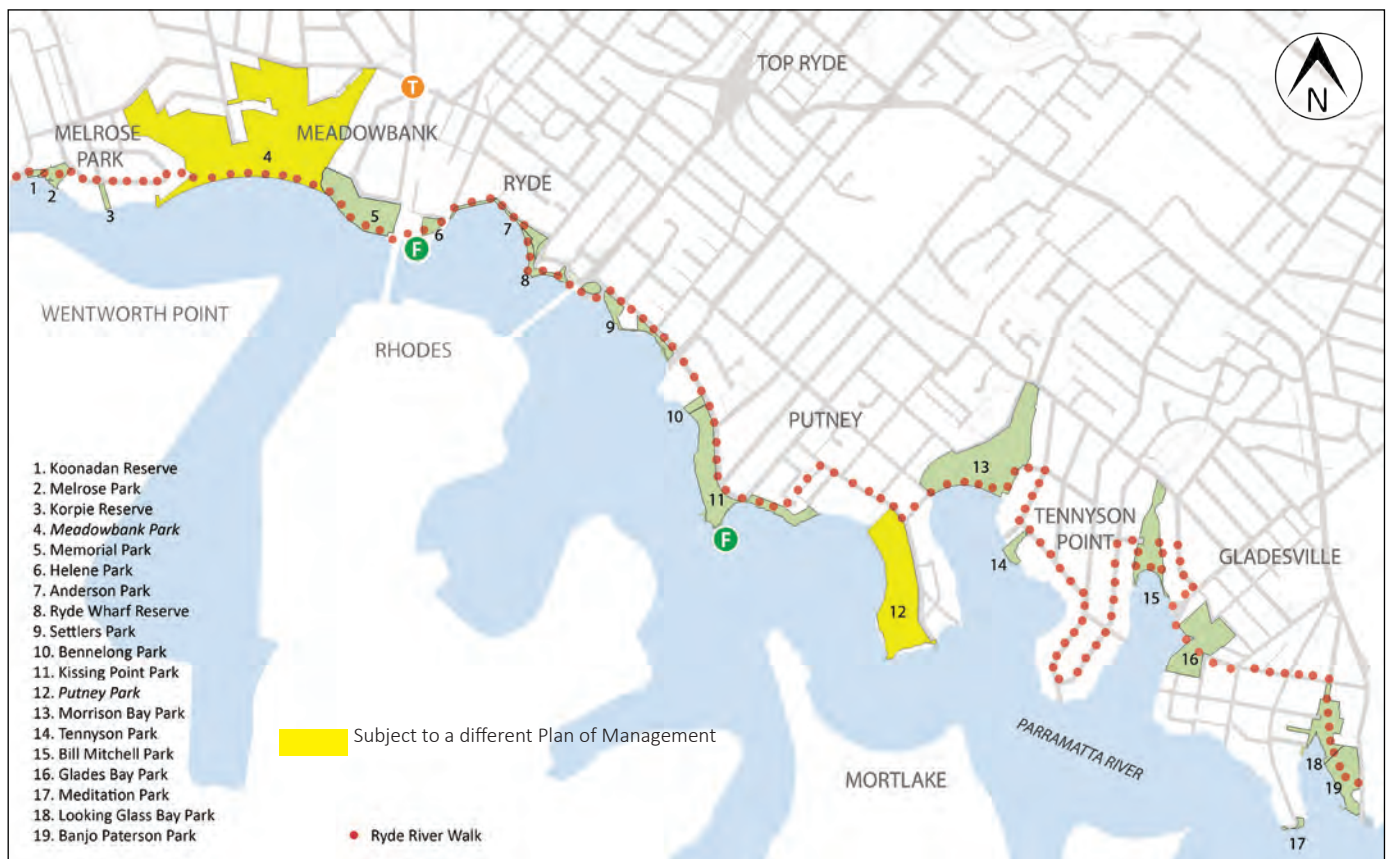 TOP RYDE
N
T
MELROSE
PARK
MEADOWBANK
4
1
2
3
5
6
F
RYDE
7
8
WENTWORTH POINT
RHODES
9
10
PUTNEY
11
F
12
13
TENNYSON
POINT
14
15
GLADESVILLE
16
PARRAMATTA RIVER
MORTLAKE
17
18
19
1. Koonadan Reserve
2. Melrose Park
3. Korpie Reserve
4. Meadowbank Park
5. Memorial Park
6. Helene Park
7. Anderson Park
8. Ryde Wharf Reserve
9. Settlers Park
10. Bennelong Park
11. Kissing Point Park
12. Putney Park
13. Morrison Bay Park
14. Tennyson Park
15. Bill Mitchell Park
16. Glades Bay Park
17. Meditation Park
18. Looking Glass Bay Park
19. Banjo Paterson Park
Subject to a different Plan of Management
Ryde River Walk